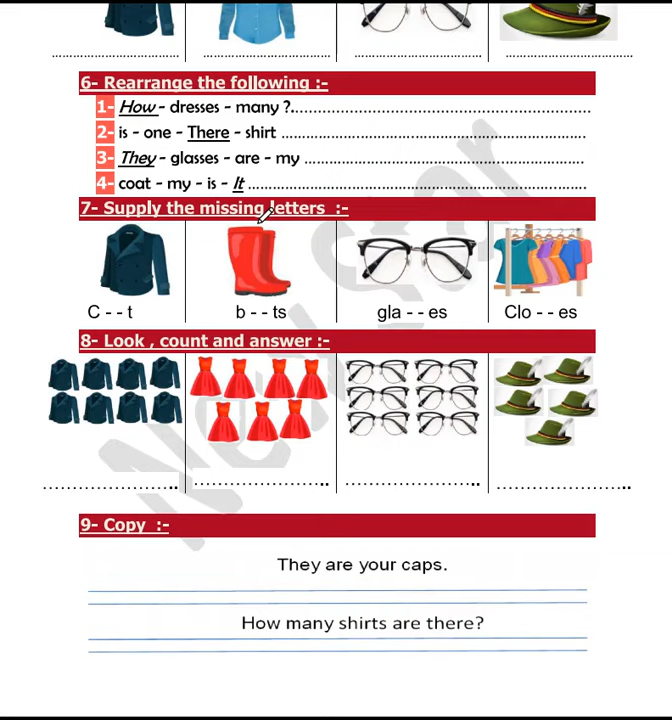 6- Rearrange the following :-
1- How - dresses - many ?
2- is - one - There - shirt
3- They - glasses - are - my
4- coat - my - is - It
7- Supply the missing letters :-
C - - t b - - ts gla - - es Clo - - es
8- Look , count and answer :-
9- Copy :-
They are your caps.
How many shirts are there?
New Star